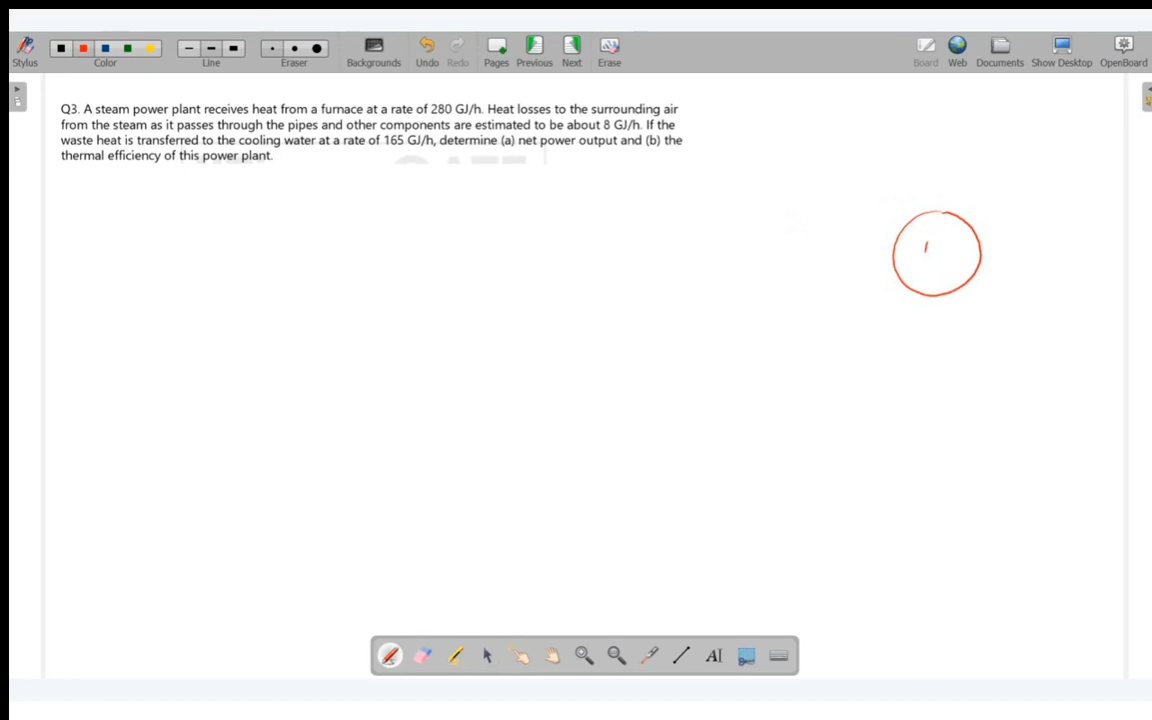 Stylus
Color
Line
Eraser
Backgrounds
Undo
Redo
Pages
Previous
Next
Erase
Board
Web
Documents
Show Desktop
OpenBoard
Q3. A steam power plant receives heat from a furnace at a rate of 280 GJ/h. Heat losses to the surrounding air
from the steam as it passes through the pipes and other components are estimated to be about 8 GJ/h. If the
waste heat is transferred to the cooling water at a rate of 165 GJ/h, determine (a) net power output and (b) the
thermal efficiency of this power plant.
AI